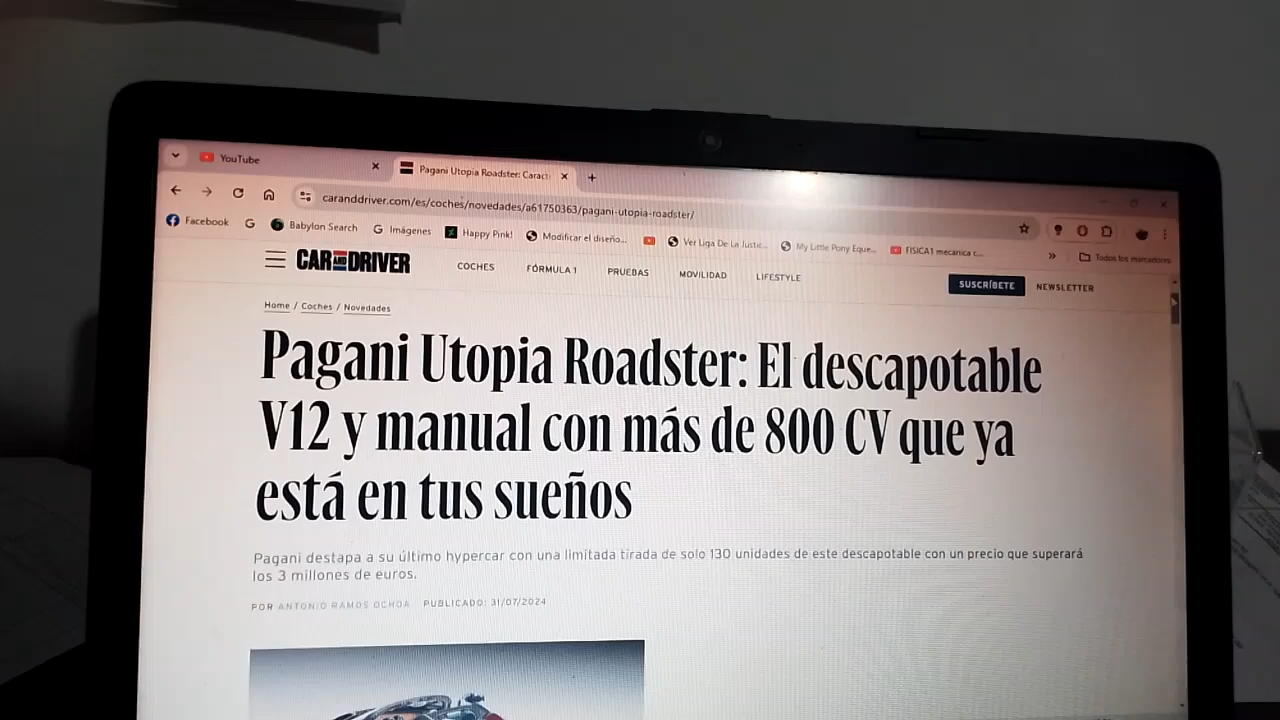 YouTube
Pagani Utopia Roadster: Caract
caranddriver.com/es/coches/novedades/a61750363/pagani-utopia-roadster/
Facebook G Babylon Search Imágenes Happy Pink! Modificar el diseño... Ver Liga De La Justic... My Little Pony Eque... FISICA1 mecanica c... » Todos los marcadores
CAR AND DRIVER COCHES FÓRMULA 1 PRUEBAS MOVILIDAD LIFESTYLE SUSCRÍBETE NEWSLETTER
Home / Coches / Novedades
Pagani Utopia Roadster: El descapotable
V12 y manual con más de 800 CV que ya
está en tus sueños
Pagani destapa a su último hypercar con una limitada tirada de solo 130 unidades de este descapotable con un precio que superará
los 3 millones de euros.
POR ANTONIO RAMOS OCHOA PUBLICADO: 31/07/2024